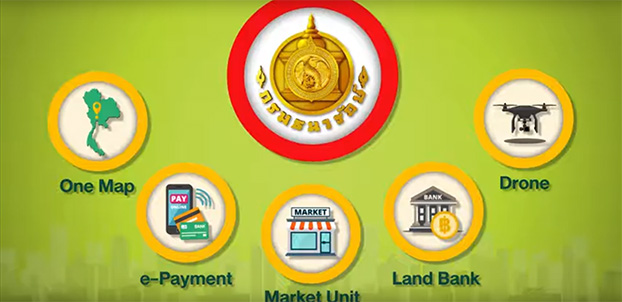 กรมธนารักษ์
One Map
Drone
PAY
ONLINE
BANK
MARKET
BANK
e-Payment
Land Bank
Market Unit